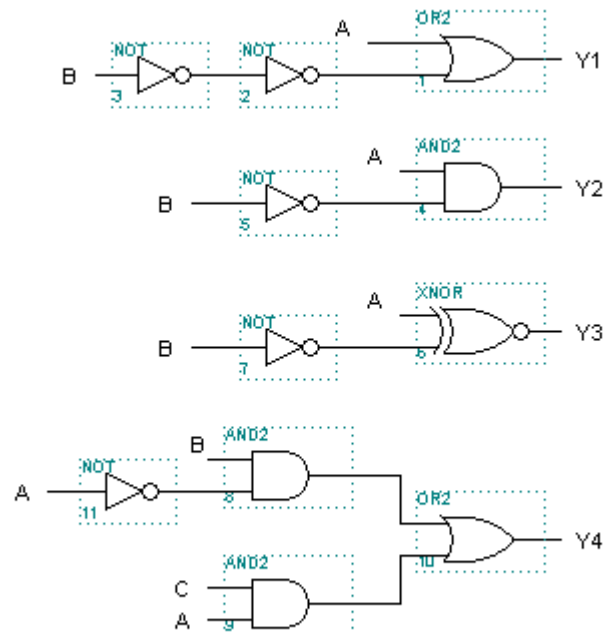 A OR2
NOT NOT
B Y1
3 2 1
A AND2
NOT
B Y2
5 4
A XNOR
NOT
B Y3
7 6
B AND2
NOT
A 8
11 OR2
Y4
AND2 10
C
A 9